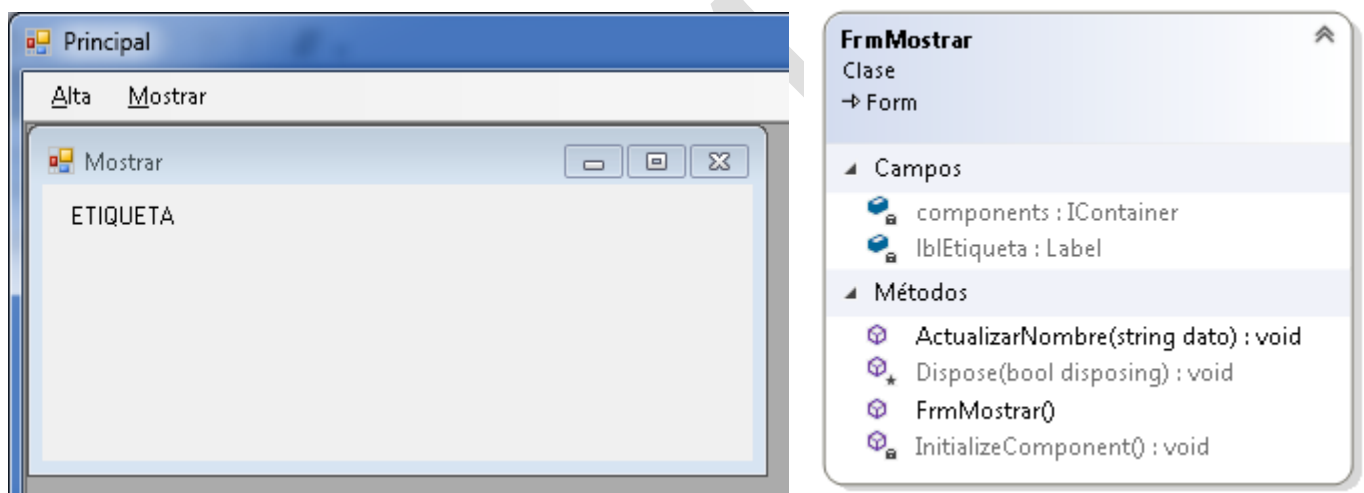 Principal
Alta Mostrar
Mostrar
ETIQUETA
FrmMostrar
Clase
Form
Campos
components : IContainer
lblEtiqueta : Label
Métodos
ActualizarNombre(string dato) : void
Dispose(bool disposing) : void
FrmMostrar()
InitializeComponent() : void